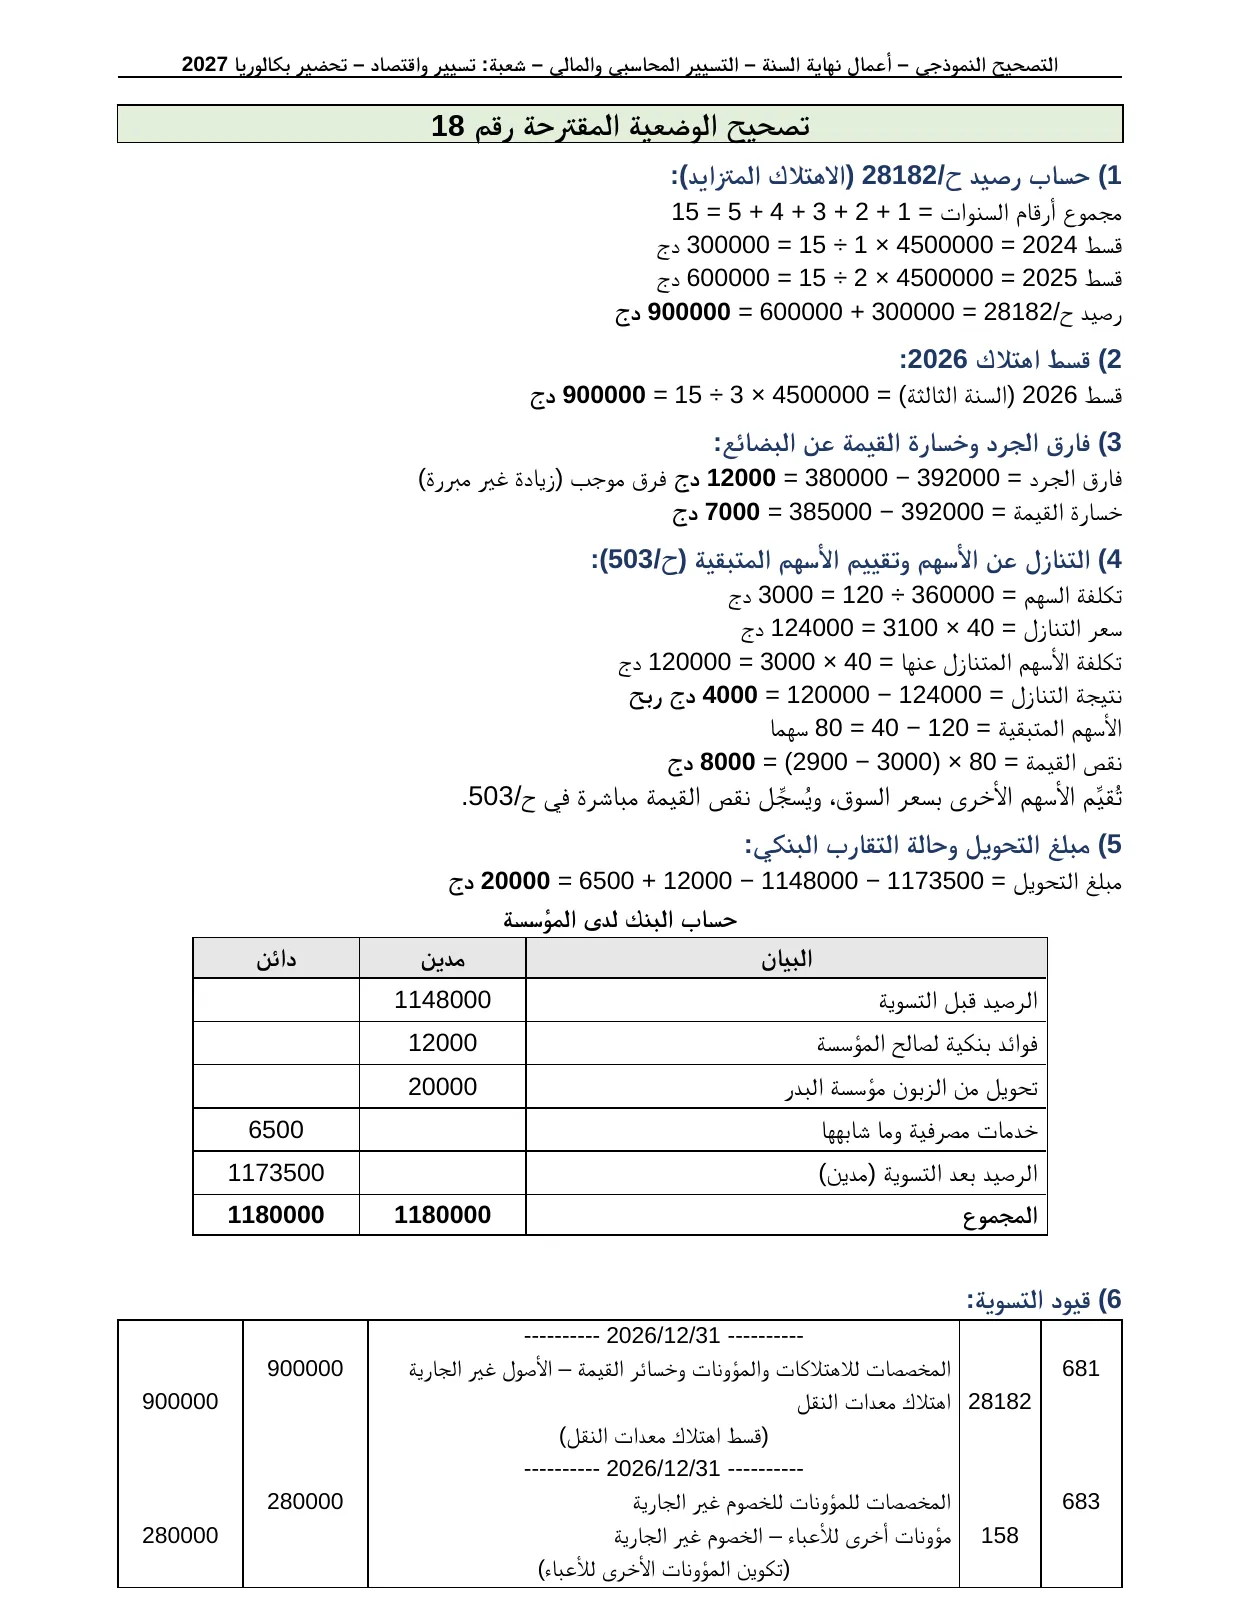 التصحيح النموذجي – أعمال نهاية السنة – التسيير المحاسبي والمالي – شعبة: تسيير واقتصاد – تحضير بكالوريا 2027
تصحيح الوضعية المقترحة رقم 18
1) حساب رصيد ح/28182 (الاهتلاك المتزايد):
مجموع أرقام السنوات = 1 + 2 + 3 + 4 + 5 = 15
قسط 2024 = 4500000 × 1 ÷ 15 = 300000 دج
قسط 2025 = 4500000 × 2 ÷ 15 = 600000 دج
رصيد ح/28182 = 300000 + 600000 = 900000 دج
2) قسط اهتلاك 2026:
قسط 2026 (السنة الثالثة) = 4500000 × 3 ÷ 15 = 900000 دج
3) فارق الجرد وخسارة القيمة عن البضائع:
فارق الجرد = 392000 − 380000 = 12000 دج فرق موجب (زيادة غير مبررة)
خسارة القيمة = 392000 − 385000 = 7000 دج
4) التنازل عن الأسهم وتقييم الأسهم المتبقية (ح/503):
تكلفة السهم = 360000 ÷ 120 = 3000 دج
سعر التنازل = 40 × 3100 = 124000 دج
تكلفة الأسهم المتنازل عنها = 40 × 3000 = 120000 دج
نتيجة التنازل = 124000 − 120000 = 4000 دج ربح
الأسهم المتبقية = 120 − 40 = 80 سهما
نقص القيمة = 80 × (3000 − 2900) = 8000 دج
تُقيَّم الأسهم الأخرى بسعر السوق، ويُسجَّل نقص القيمة مباشرة في ح/503.
5) مبلغ التحويل وحالة التقارب البنكي:
مبلغ التحويل = 1173500 − 1148000 − 12000 + 6500 = 20000 دج
حساب البنك لدى المؤسسة
البيان مدين دائن
الرصيد قبل التسوية 1148000
فوائد بنكية لصالح المؤسسة 12000
تحويل من الزبون مؤسسة البدر 20000
خدمات مصرفية وما شابهها 6500
الرصيد بعد التسوية (مدين) 1173500
المجموع 1180000 1180000
6) قيود التسوية:
---------- 2026/12/31 ----------
681 المخصصات للاهتلاكات والمؤونات وخسائر القيمة – الأصول غير الجارية 900000
28182 اهتلاك معدات النقل 900000
(قسط اهتلاك معدات النقل)
---------- 2026/12/31 ----------
683 المخصصات للمؤونات للخصوم غير الجارية 280000
158 مؤونات أخرى للأعباء – الخصوم غير الجارية 280000
(تكوين المؤونات الأخرى للأعباء)